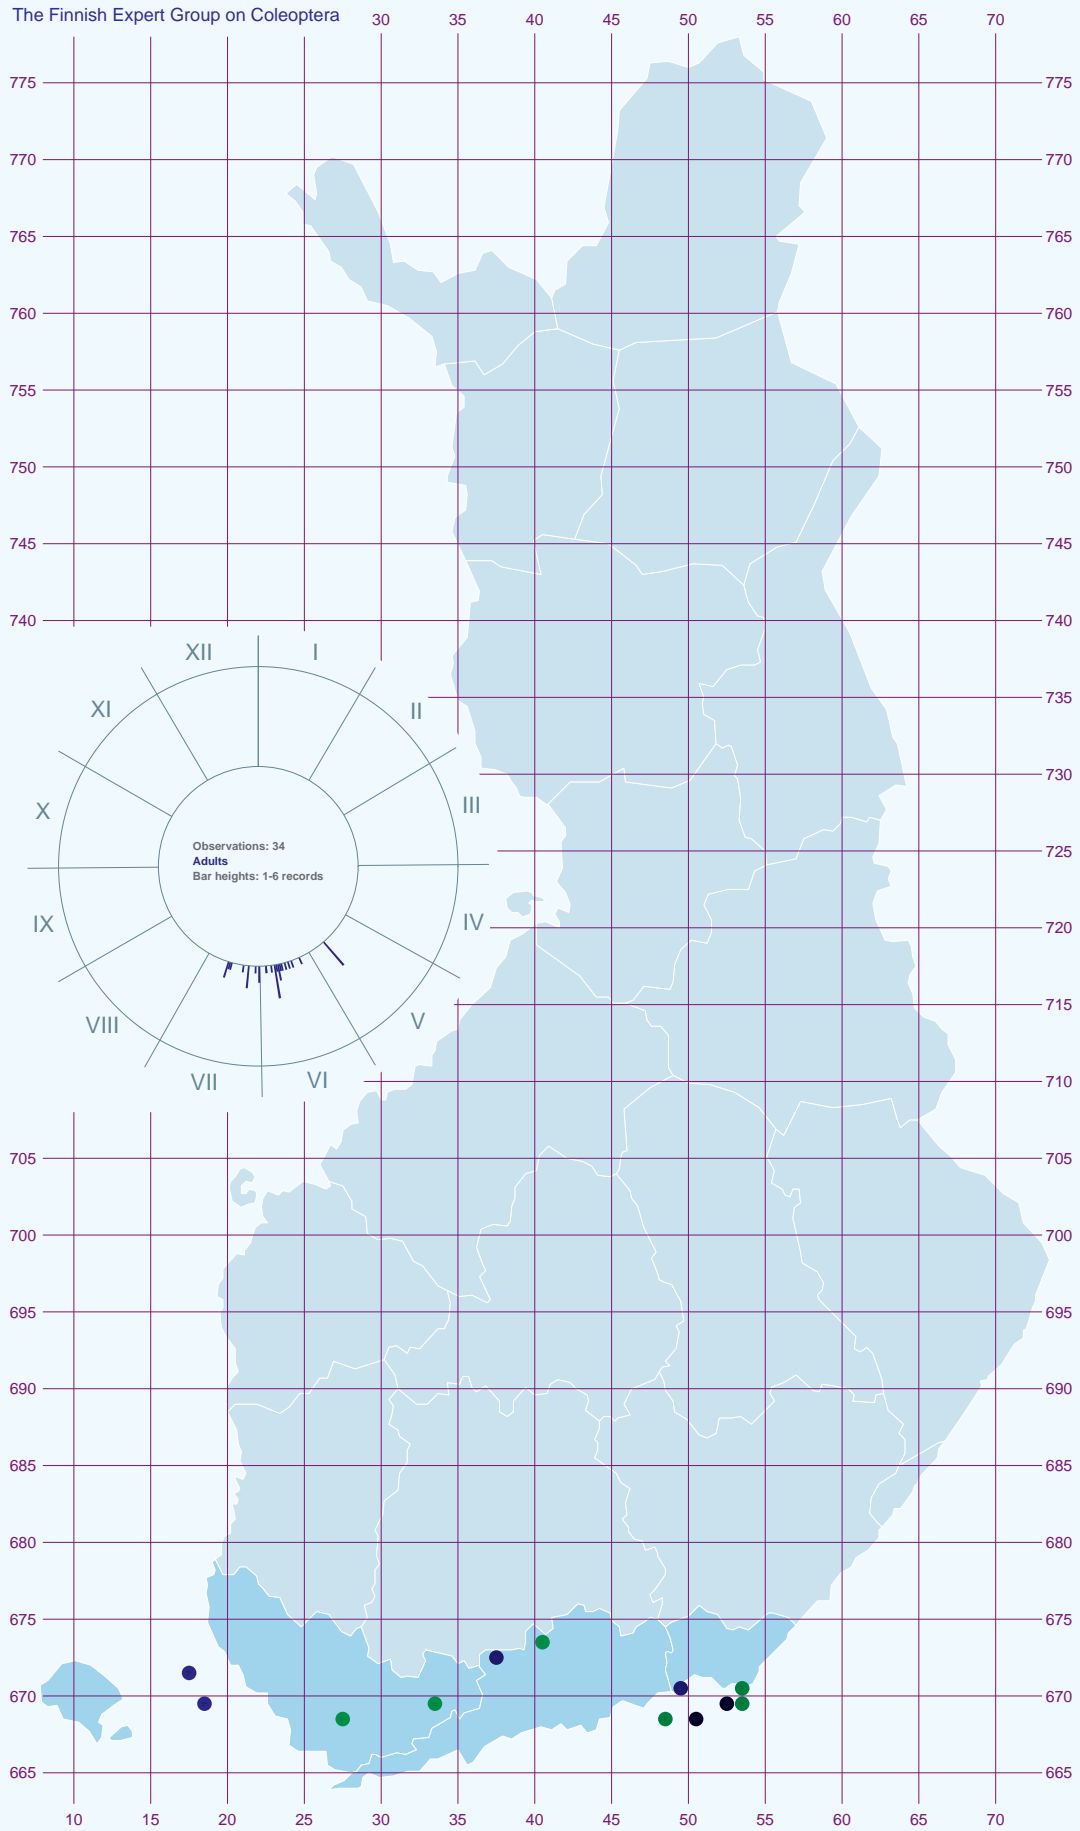 The Finnish Expert Group on Coleoptera 30 35 40 45 50 55 60 65 70
775 775
770 770
765 765
760 760
755 755
750 750
745 745
740 740
XII I
XI II
735
730
X III
Observations: 34
725
Adults
Bar heights: 1-6 records
IX IV
720
715
VIII V
VII VI
710
705 705
700 700
695 695
690 690
685 685
680 680
675 675
670 670
665 665
10 15 20 25 30 35 40 45 50 55 60 65 70